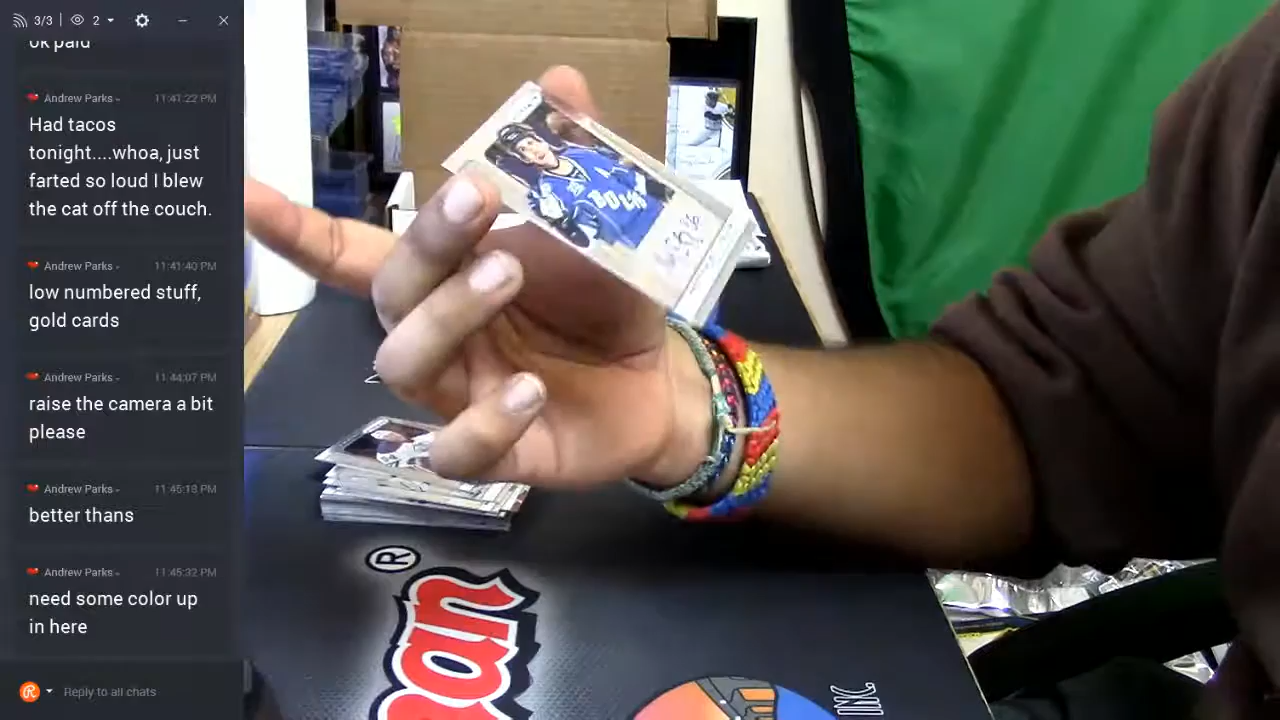 3/3
2
ok paid
Andrew Parks
11:41:22 PM
Had tacos
tonight....whoa, just
farted so loud I blew
the cat off the couch.
Andrew Parks
11:41:40 PM
low numbered stuff,
gold cards
Andrew Parks
11:44:07 PM
raise the camera a bit
please
Andrew Parks
11:45:18 PM
better thans
Andrew Parks
11:45:32 PM
need some color up
in here
Reply to all chats
BOLTS
®
an
INC